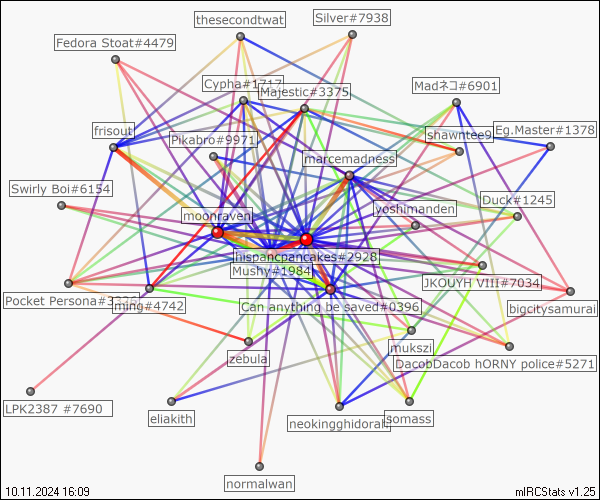 thesecondtwat
Silver#7938
Fedora Stoat#4479
Cypha#1717
Majestic#3375
Madネコ#6901
frisout
Pikabro#9971
shawntee9
Eg.Master#1378
marcemadness
Swirly Boi#6154
Duck#1245
moonraven
yoshimanden
hispancpancakes#2928
Mushy#1984
JKOUYH VIII#7034
Pocket Persona#3
ming#4742
Can anything be saved#0396
bigcitysamurai
mukszi
zebula
DacobDacob hORNY police#5271
LPK2387 #7690
eliakith
neokingghidorah
somass
normalwan
10.11.2024 16:09
mIRCStats v1.25